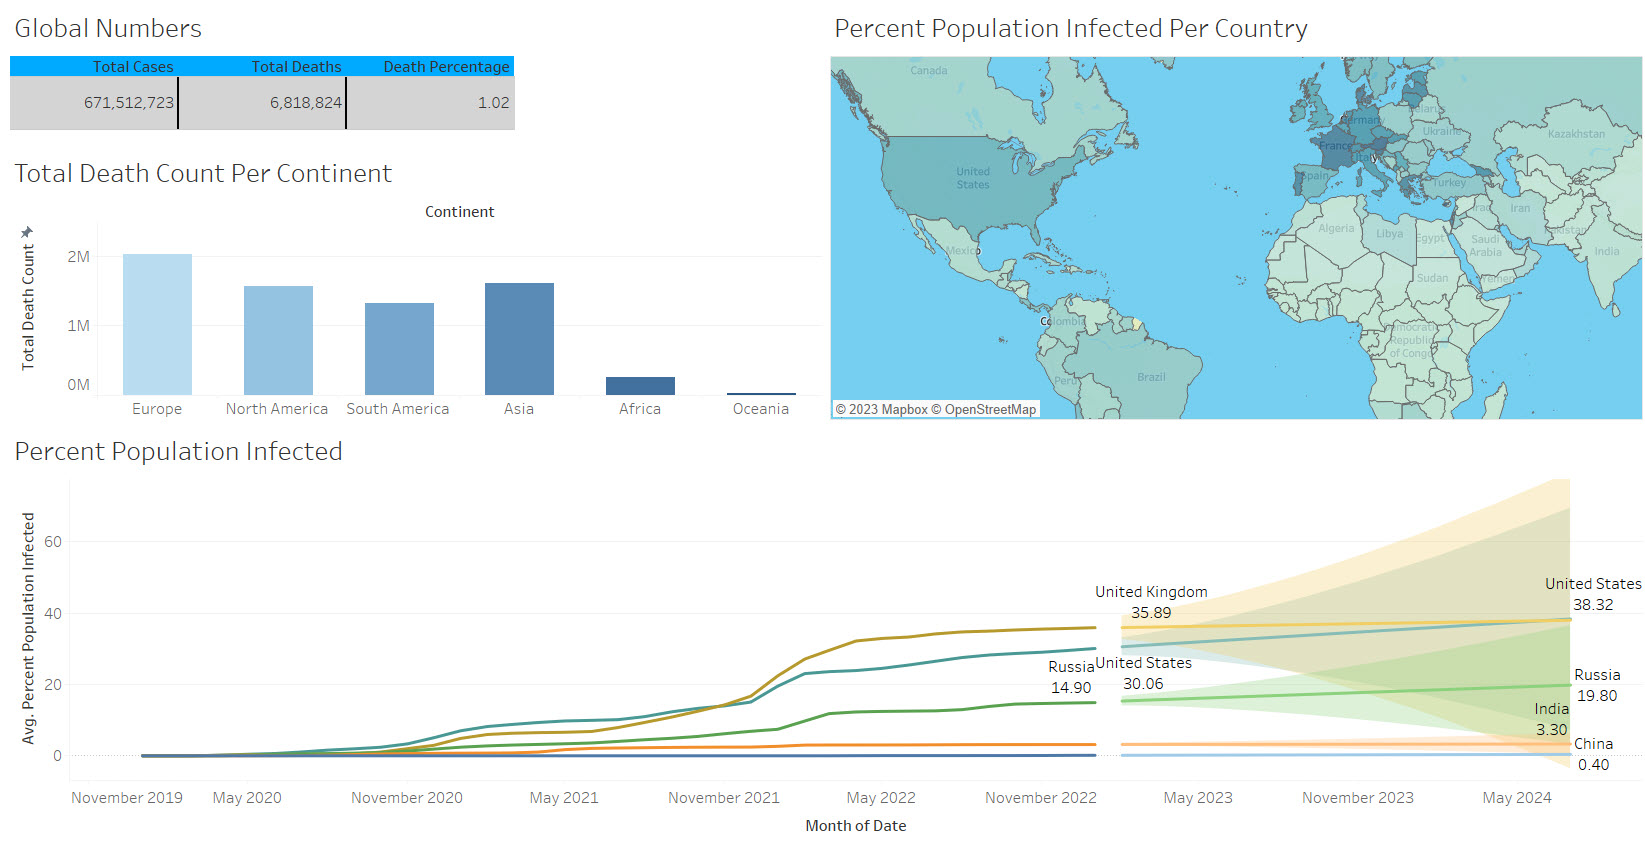 Global Numbers
Total Cases
Total Deaths
Death Percentage
671,512,723
6,818,824
1.02
Total Death Count Per Continent
Continent
Total Death Count
2M
1M
0M
Europe
North America
South America
Asia
Africa
Oceania
Percent Population Infected Per Country
Canada
United
States
Mexico
Colombia
Peru
Brazil
Germany
France
Italy
Spain
Ukraine
Turkey
Kazakhstan
Iran
Algeria
Libya
Egypt
Saudi
Arabia
India
Sudan
Yemen
Democratic
Republic
of Congo
© 2023 Mapbox © OpenStreetMap
Percent Population Infected
Avg. Percent Population Infected
60
40
20
0
United Kingdom
35.89
Russia
14.90
United States
30.06
United States
38.32
Russia
19.80
India
3.30
China
0.40
November 2019
May 2020
November 2020
May 2021
November 2021
May 2022
November 2022
May 2023
November 2023
May 2024
Month of Date